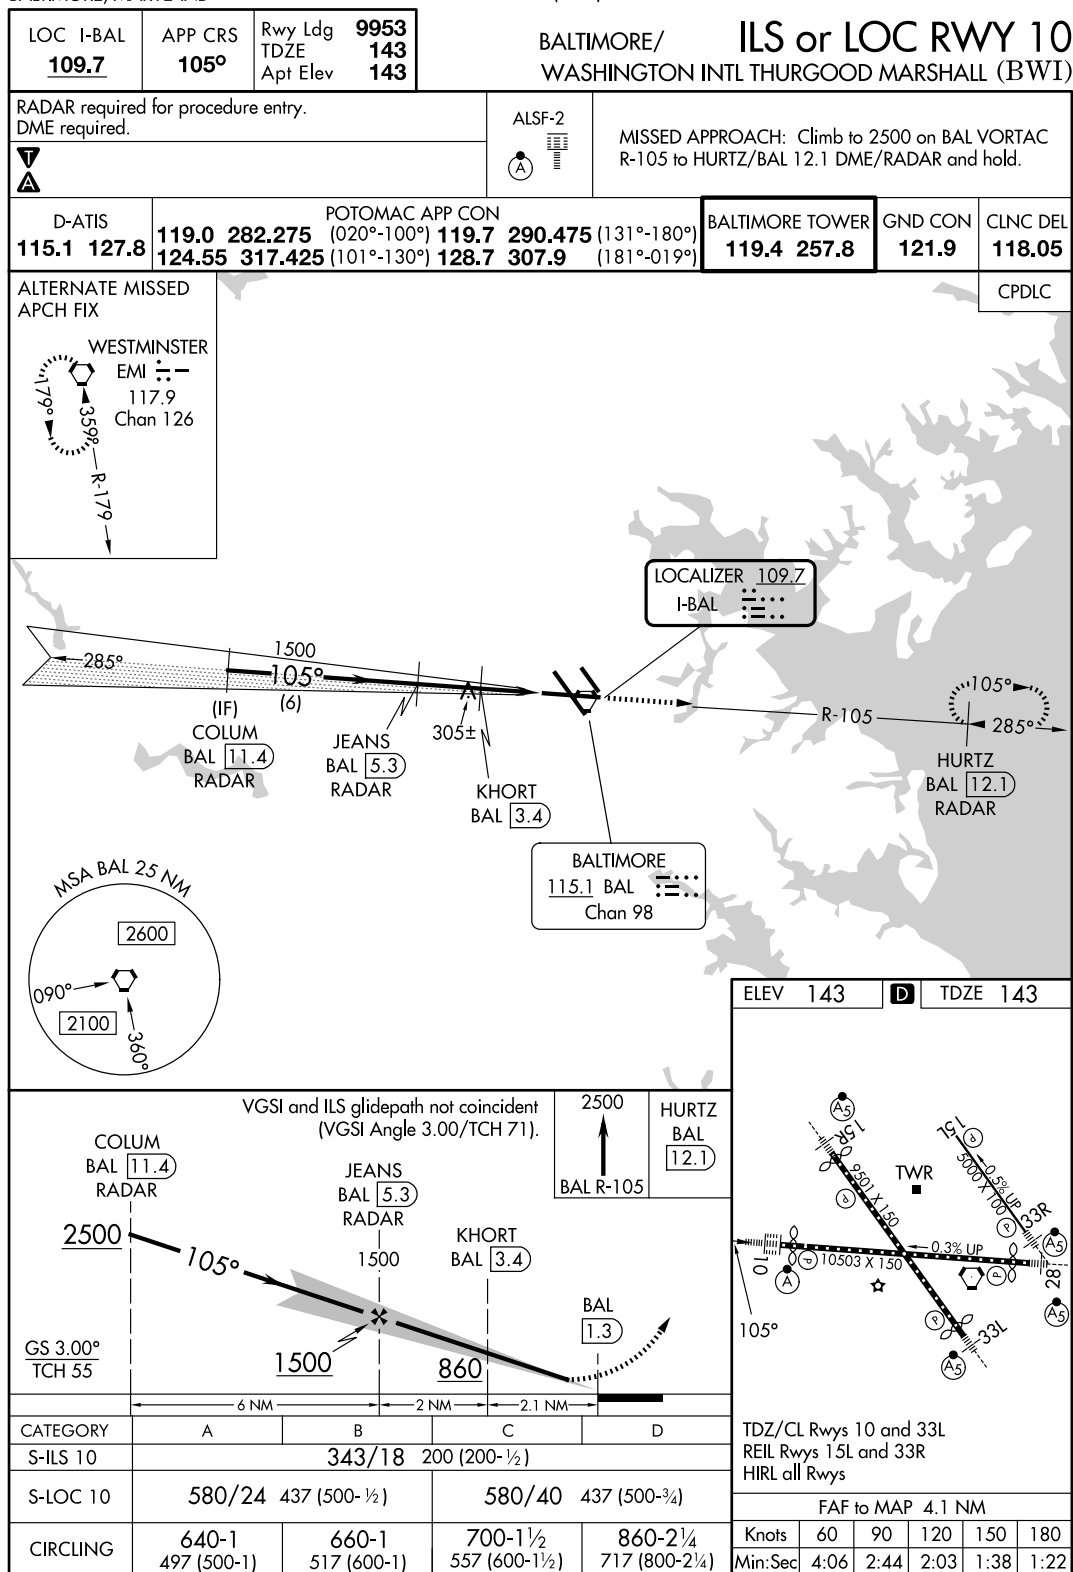 LOC I-BAL
109.7
APP CRS
105°
Rwy Ldg 9953
TDZE 143
Apt Elev 143
BALTIMORE/
WASHINGTON INTL THURGOOD MARSHALL (BWI)
ILS or LOC RWY 10
RADAR required for procedure entry.
DME required.
T
A
ALSF-2
A
MISSED APPROACH: Climb to 2500 on BAL VORTAC
R-105 to HURTZ/BAL 12.1 DME/RADAR and hold.
D-ATIS
115.1 127.8
POTOMAC APP CON
119.0 282.275 (020°-100°) 119.7 290.475 (131°-180°)
124.55 317.425 (101°-130°) 128.7 307.9 (181°-019°)
BALTIMORE TOWER
119.4 257.8
GND CON
121.9
CLNC DEL
118.05
CPDLC
ALTERNATE MISSED
APCH FIX
WESTMINSTER
EMI
117.9
Chan 126
179°
359°
R-179
LOCALIZER 109.7
I-BAL
285°
1500
105°
(6)
(IF)
COLUM
BAL 11.4
RADAR
JEANS
BAL 5.3
RADAR
305±
KHORT
BAL 3.4
R-105
105°
285°
HURTZ
BAL 12.1
RADAR
BALTIMORE
115.1 BAL
Chan 98
MSA BAL 25 NM
2600
090°
2100
360°
ELEV 143
D
TDZE 143
A5
15R
9501 X 150
P
TWR
15L
P
0.5% UP
5000 X 100
P
33R
A5
10
A
P
10503 X 150
0.3% UP
P
28
A5
P
33L
A5
105°
TDZ/CL Rwys 10 and 33L
REIL Rwys 15L and 33R
HIRL all Rwys
VGSI and ILS glidepath not coincident
(VGSI Angle 3.00/TCH 71).
2500
BAL R-105
HURTZ
BAL
12.1
COLUM
BAL 11.4
RADAR
2500
105°
JEANS
BAL 5.3
RADAR
1500
KHORT
BAL 3.4
BAL
1.3
GS 3.00°
TCH 55
1500
860
6 NM
2 NM
2.1 NM
CATEGORY A B C D
S-ILS 10 343/18 200 (200-½)
S-LOC 10 580/24 437 (500-½) 580/40 437 (500-¾)
CIRCLING
640-1
497 (500-1)
660-1
517 (600-1)
700-1½
557 (600-1½)
860-2¼
717 (800-2¼)
FAF to MAP 4.1 NM
Knots 60 90 120 150 180
Min:Sec 4:06 2:44 2:03 1:38 1:22